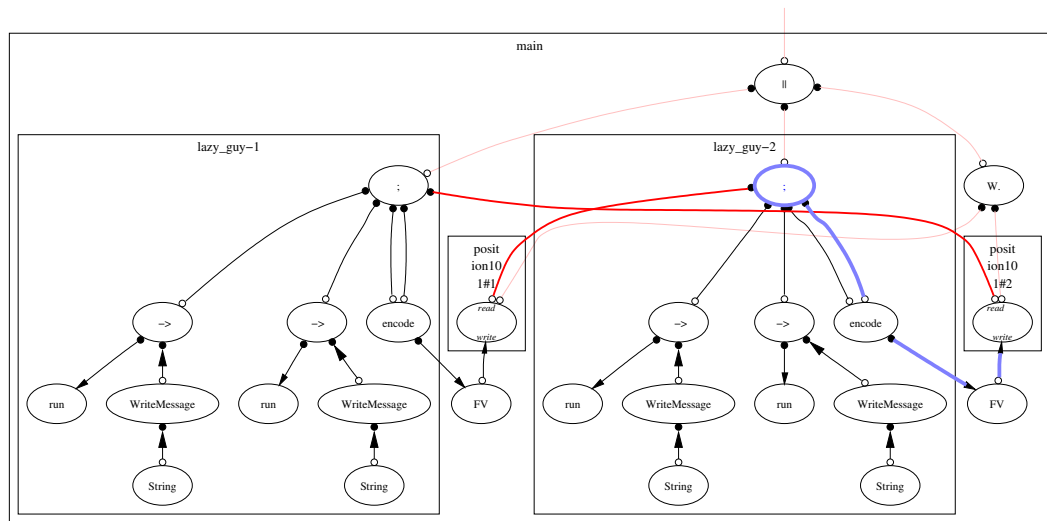 main
||
lazy_guy−1
lazy_guy−2
;
;
W.
posit
ion10
1#1
posit
ion10
1#2
read
write
read
write
−>
−>
encode
−>
−>
encode
run
WriteMessage
run
WriteMessage
FV
run
WriteMessage
run
WriteMessage
FV
String
String
String
String